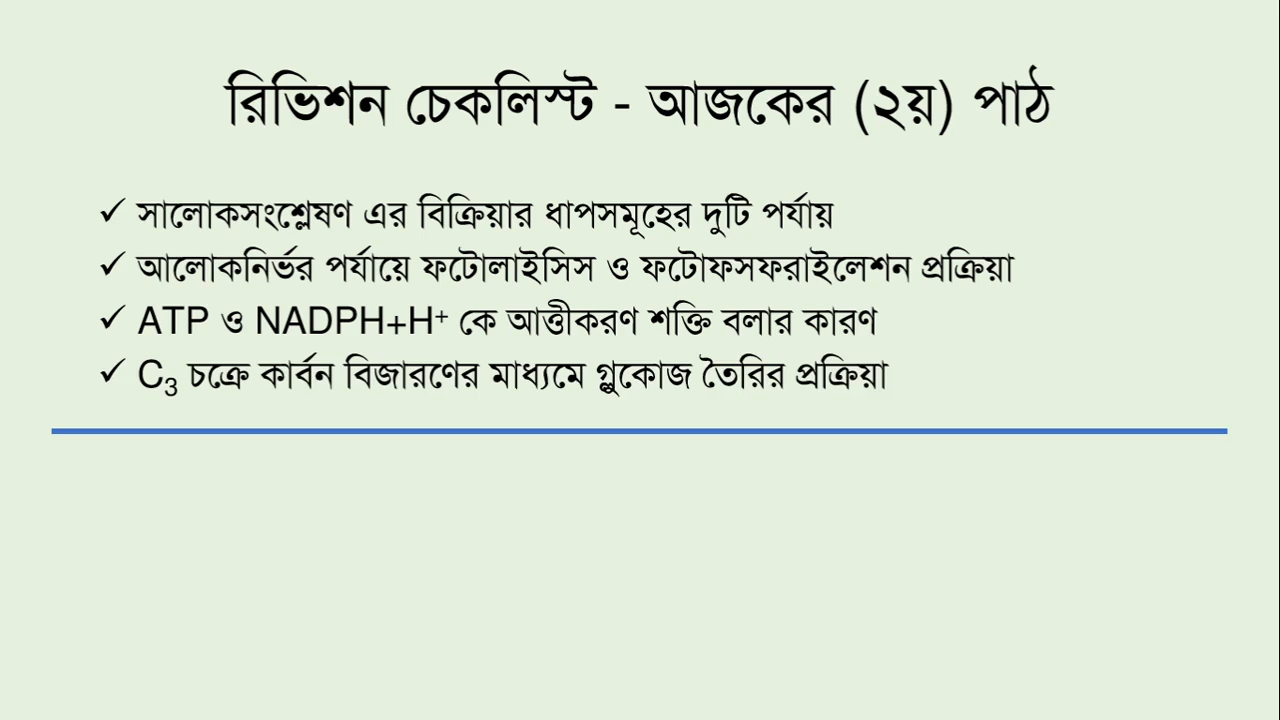 রিভিশন চেকলিস্ট - আজকের (২য়) পাঠ
✓ সালোকসংশ্লেষণ এর বিক্রিয়ার ধাপসমূহের দুটি পর্যায়
✓ আলোকনির্ভর পর্যায়ে ফটোলাইসিস ও ফটোফসফরাইলেশন প্রক্রিয়া
✓ ATP ও NADPH+H⁺ কে আত্তীকরণ শক্তি বলার কারণ
✓ C₃ চক্রে কার্বন বিজারণের মাধ্যমে গ্লুকোজ তৈরির প্রক্রিয়া